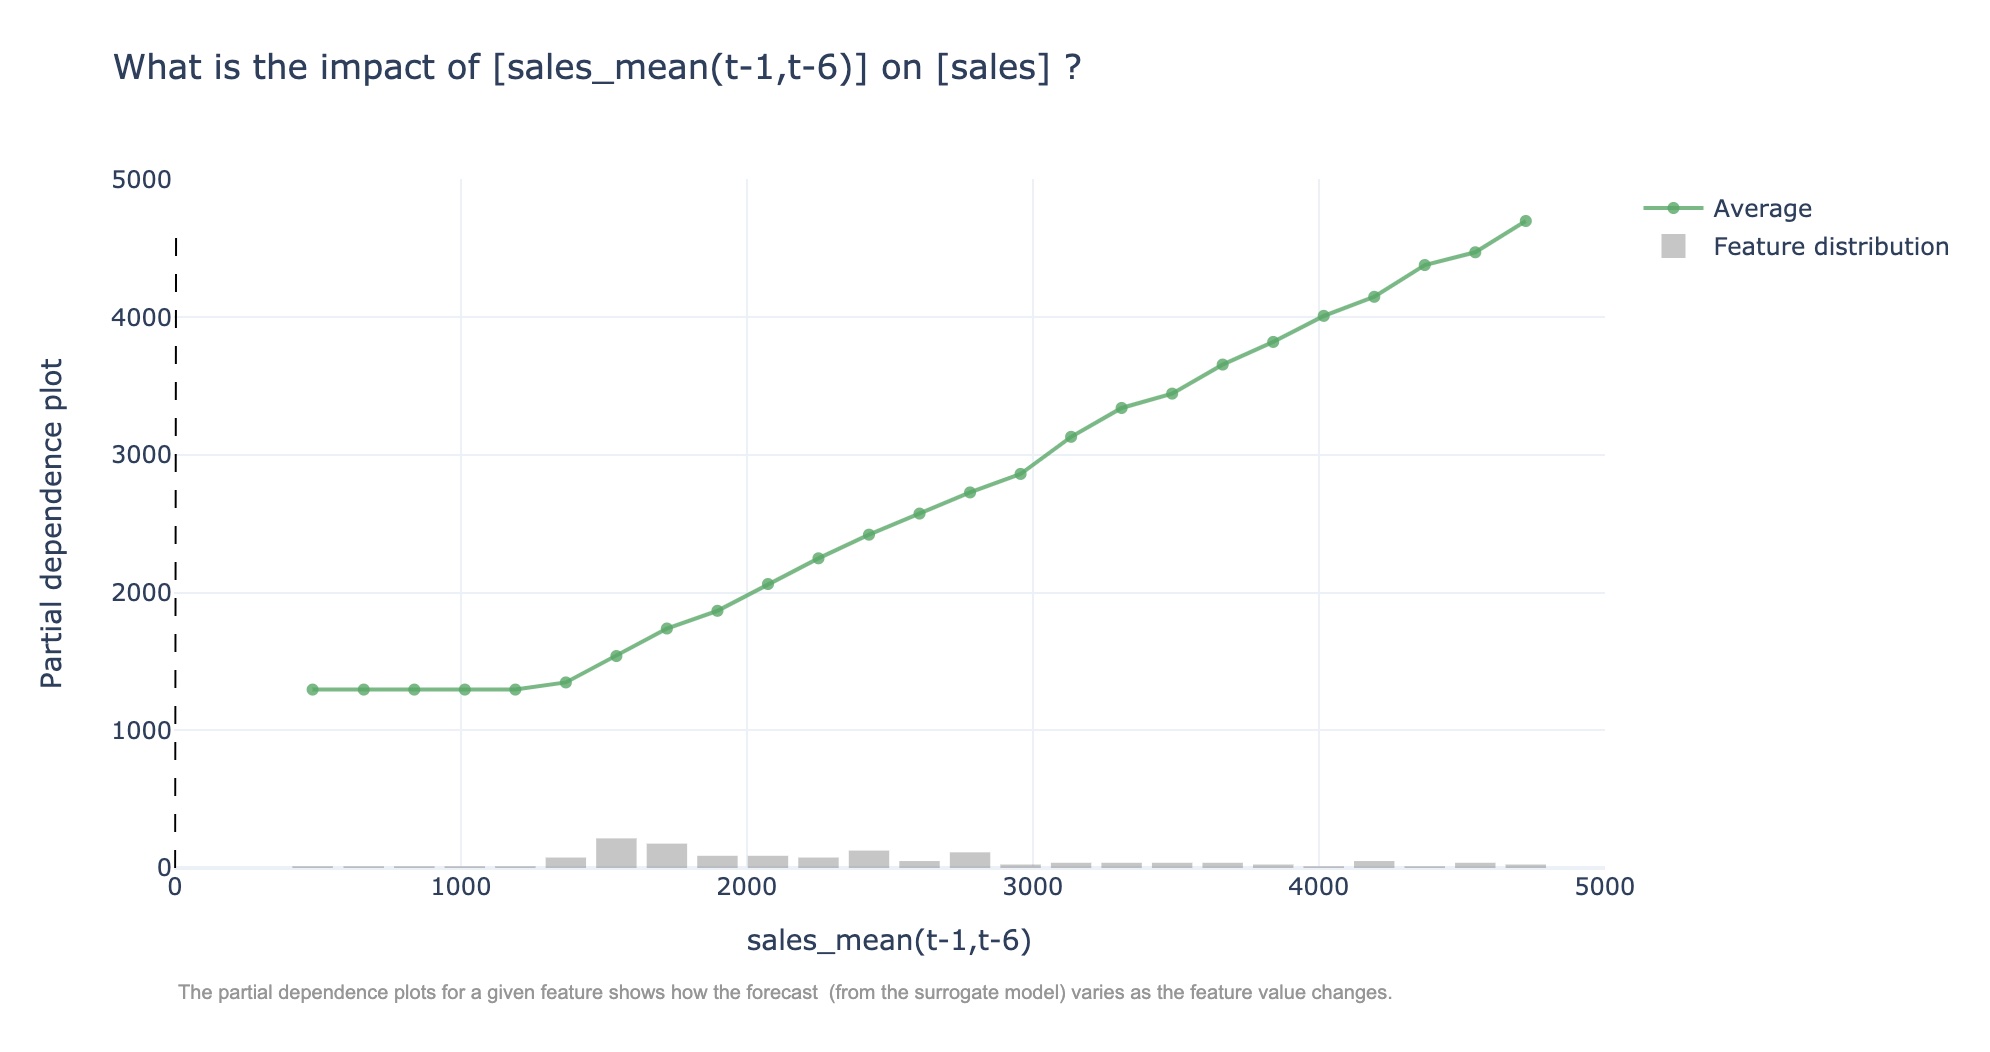 What is the impact of [sales_mean(t-1,t-6)] on [sales] ?
5000
4000
3000
2000
1000
0
Partial dependence plot
Average
Feature distribution
0 1000 2000 3000 4000 5000
sales_mean(t-1,t-6)
The partial dependence plots for a given feature shows how the forecast  (from the surrogate model) varies as the feature value changes.